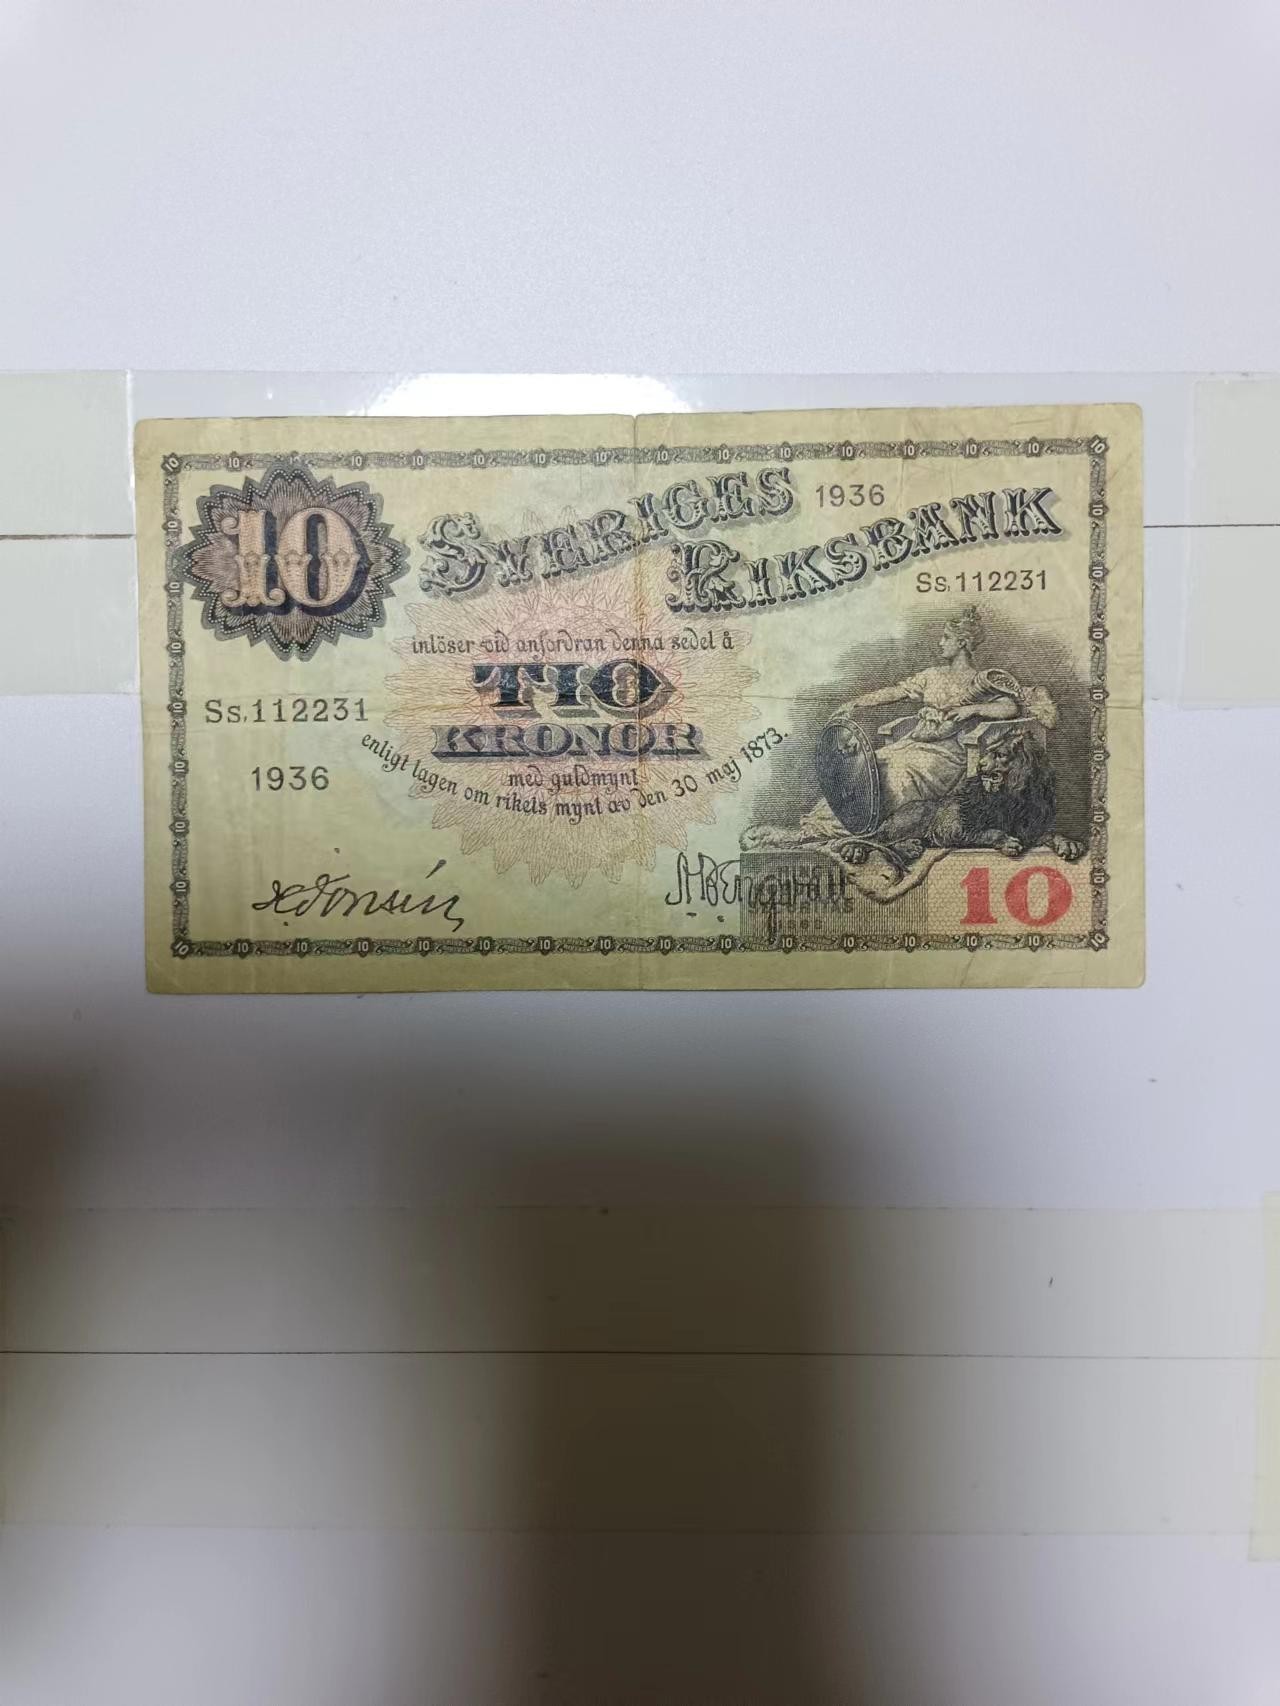 10
SVERIGES
1936
RIKSBANK
Ss,112231
inlöser vid anfordran denna sedel å
TIO
KRONOR
Ss,112231
med guldmynt
enligt lagen om rikets mynt av den 30 maj 1873.
1936
10